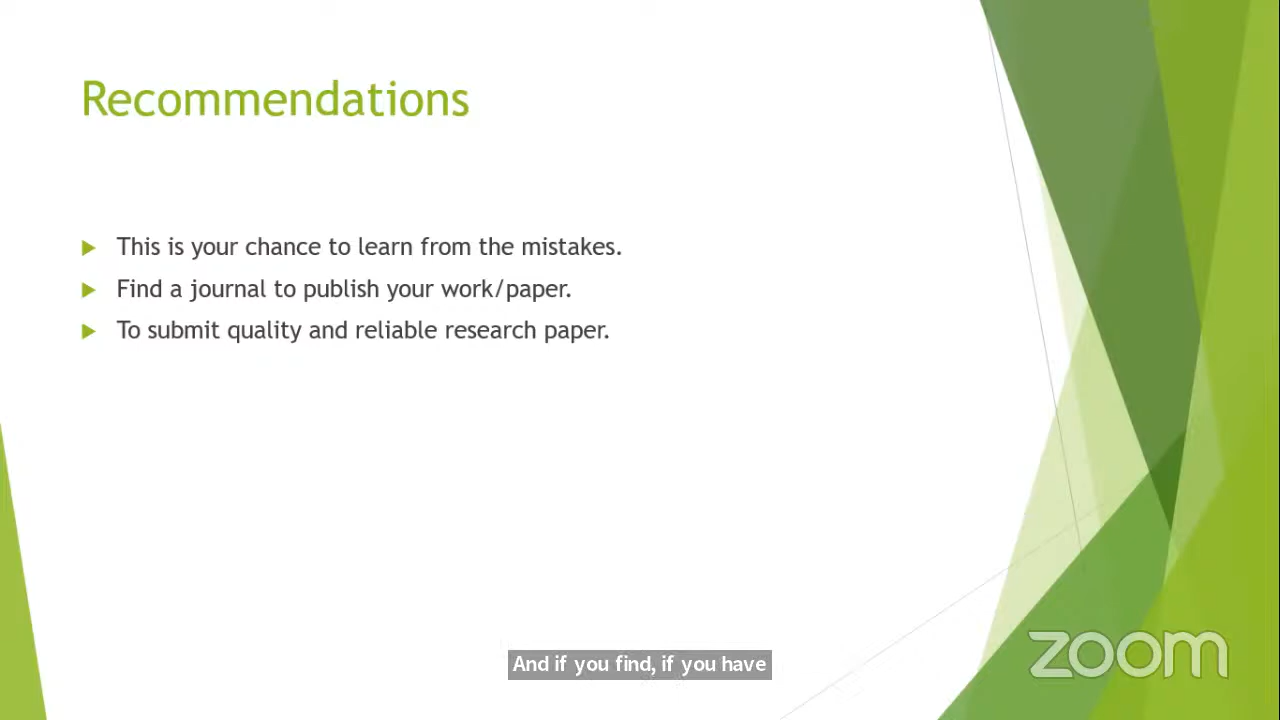 Recommendations
This is your chance to learn from the mistakes.
Find a journal to publish your work/paper.
To submit quality and reliable research paper.
And if you find, if you have
zoom